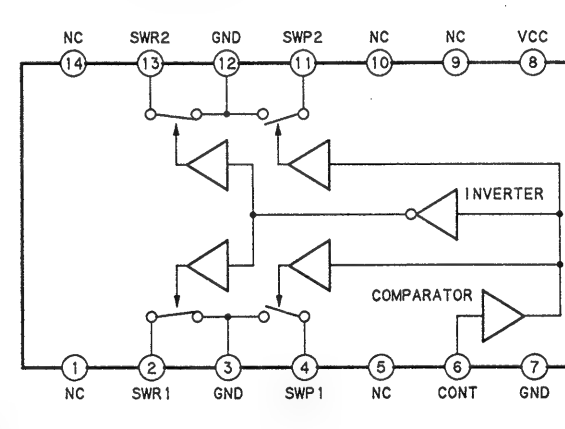 NC SWR2 GND SWP2 NC NC VCC
14 13 12 11 10 9 8
INVERTER
COMPARATOR
1 2 3 4 5 6 7
NC SWR1 GND SWP1 NC CONT GND